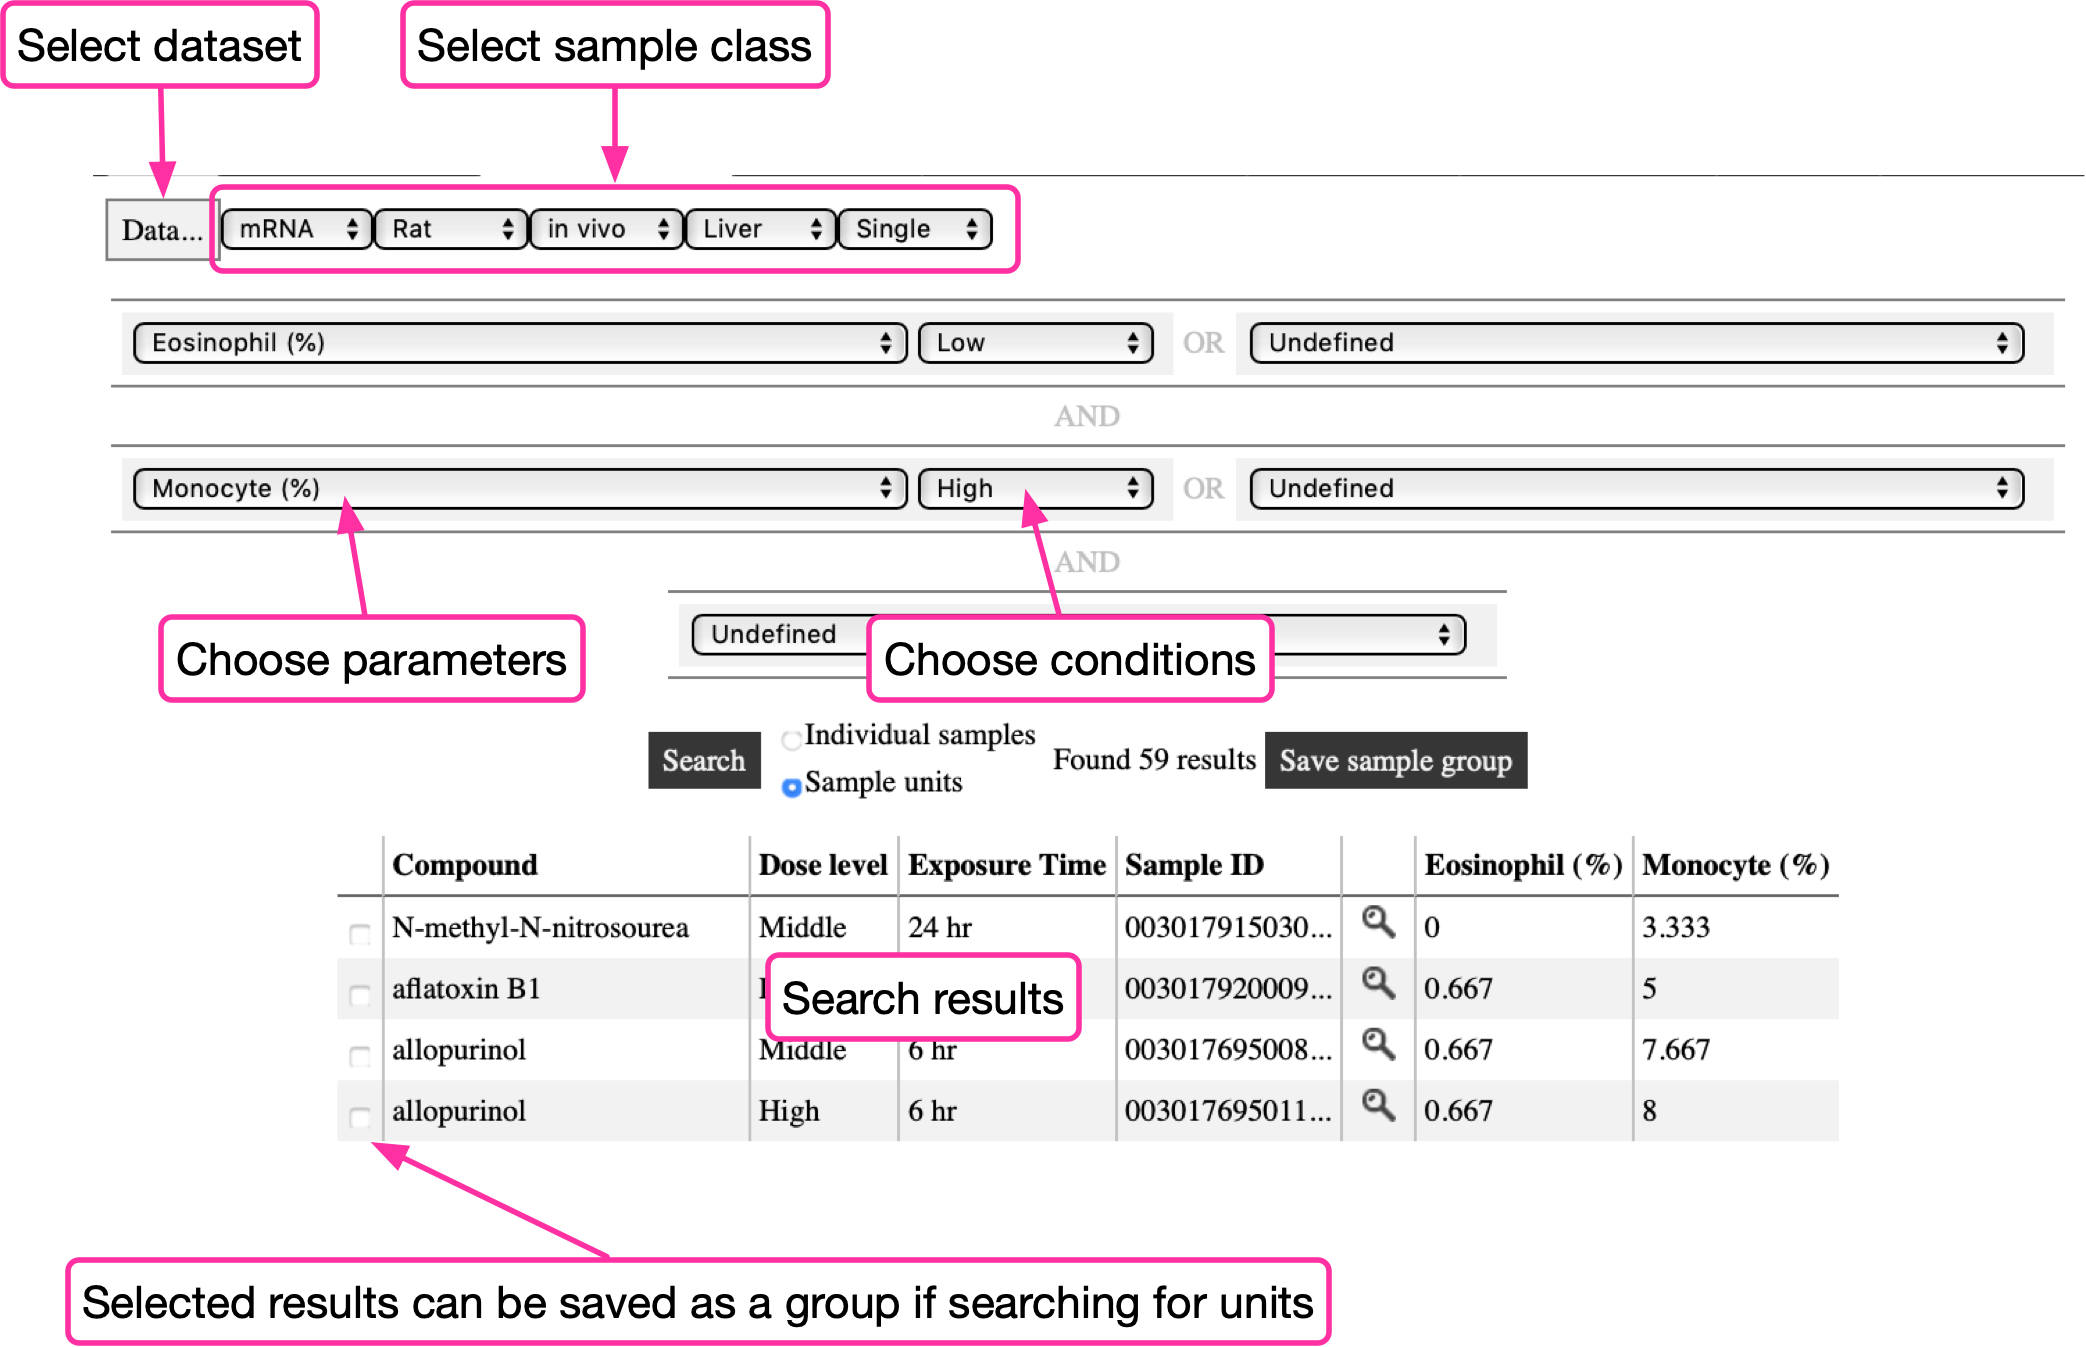 Select dataset
Select sample class
Data... mRNA Rat in vivo Liver Single
Eosinophil (%) Low OR Undefined
AND
Monocyte (%) High OR Undefined
AND
Undefined
Choose parameters
Choose conditions
Search
Individual samples
Sample units
Found 59 results
Save sample group
Compound Dose level Exposure Time Sample ID Eosinophil (%) Monocyte (%)
N-methyl-N-nitrosourea Middle 24 hr 003017915030... 0 3.333
aflatoxin B1 003017920009... 0.667 5
Search results
allopurinol Middle 6 hr 003017695008... 0.667 7.667
allopurinol High 6 hr 003017695011... 0.667 8
Selected results can be saved as a group if searching for units